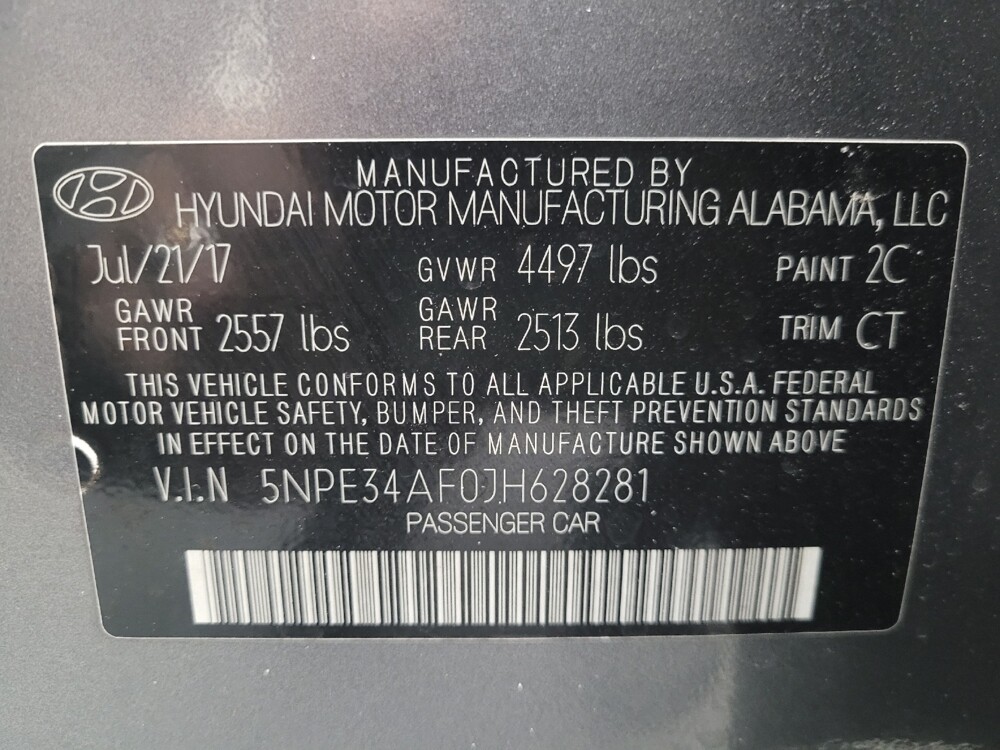 MANUFACTURED BY
HYUNDAI MOTOR MANUFACTURING ALABAMA, LLC
Jul/21/17 GVWR 4497 lbs PAINT 2C
GAWR FRONT 2557 lbs GAWR REAR 2513 lbs TRIM CT
THIS VEHICLE CONFORMS TO ALL APPLICABLE U.S.A. FEDERAL
MOTOR VEHICLE SAFETY, BUMPER, AND THEFT PREVENTION STANDARDS
IN EFFECT ON THE DATE OF MANUFACTURE SHOWN ABOVE
V.I.N 5NPE34AF0JH628281
PASSENGER CAR